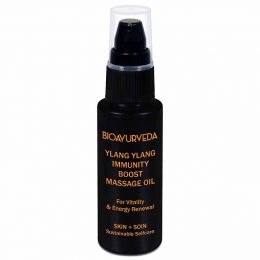 BIOAYURVEDA
YLANG YLANG
IMMUNITY
BOOST
MASSAGE OIL
For Vitality
& Energy Renewal
SKIN + SOIN
Sustainable Selfcare